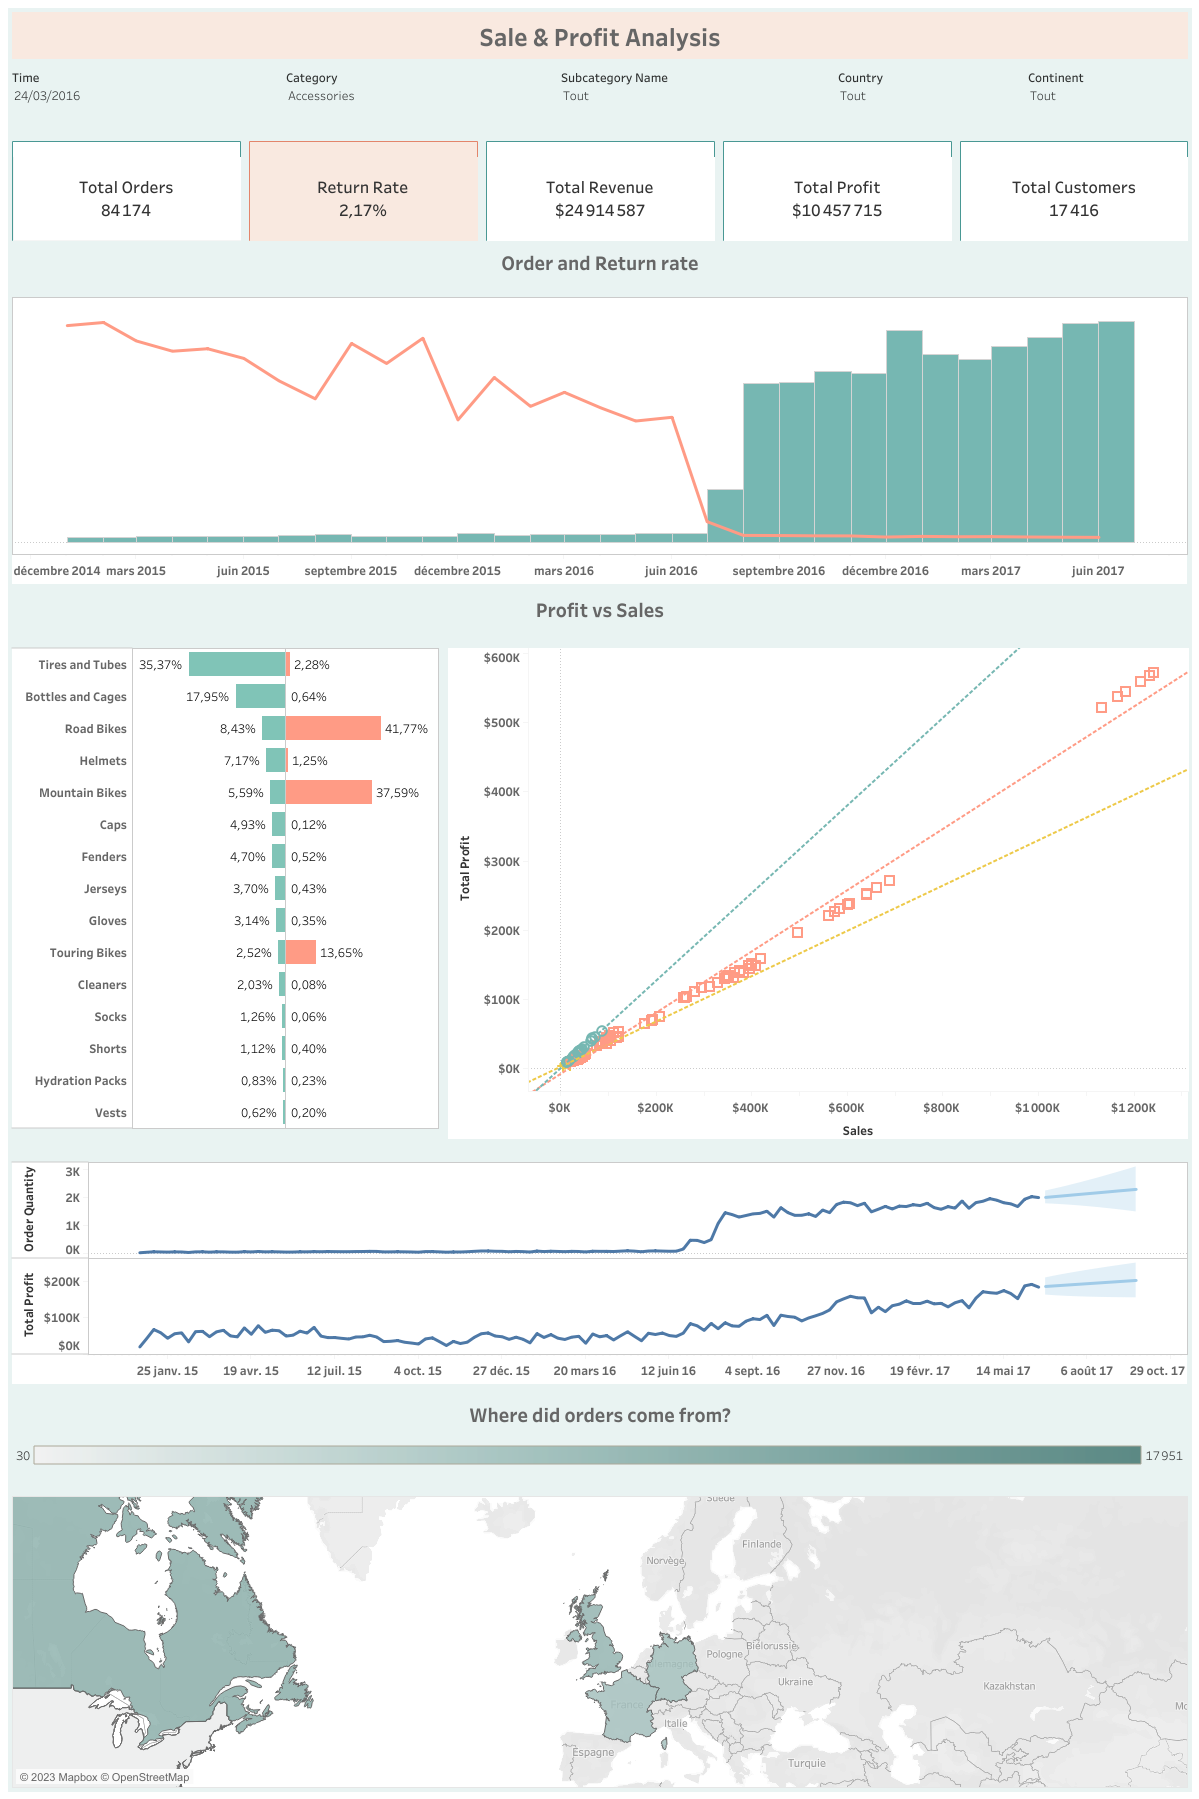 Sale & Profit Analysis
Time Category Subcategory Name Country Continent
24/03/2016 Accessories Tout Tout Tout
Total Orders Return Rate Total Revenue Total Profit Total Customers
84 174 2,17% $24 914 587 $10 457 715 17 416
Order and Return rate
décembre 2014 mars 2015 juin 2015 septembre 2015 décembre 2015 mars 2016 juin 2016 septembre 2016 décembre 2016 mars 2017 juin 2017
Profit vs Sales
Tires and Tubes 35,37% 2,28%
Bottles and Cages 17,95% 0,64%
Road Bikes 8,43% 41,77%
Helmets 7,17% 1,25%
Mountain Bikes 5,59% 37,59%
Caps 4,93% 0,12%
Fenders 4,70% 0,52%
Jerseys 3,70% 0,43%
Gloves 3,14% 0,35%
Touring Bikes 2,52% 13,65%
Cleaners 2,03% 0,08%
Socks 1,26% 0,06%
Shorts 1,12% 0,40%
Hydration Packs 0,83% 0,23%
Vests 0,62% 0,20%
Total Profit
$600K
$500K
$400K
$300K
$200K
$100K
$0K
$0K $200K $400K $600K $800K $1000K $1200K
Sales
Order Quantity
3K
2K
1K
0K
Total Profit
$200K
$100K
$0K
25 janv. 15 19 avr. 15 12 juil. 15 4 oct. 15 27 déc. 15 20 mars 16 12 juin 16 4 sept. 16 27 nov. 16 19 févr. 17 14 mai 17 6 août 17 29 oct. 17
Where did orders come from?
30 17 951
Suède
Finlande
Norvège
Biélorussie
Pologne
Ukraine
Kazakhstan
France
Italie
Espagne
Turquie
© 2023 Mapbox © OpenStreetMap